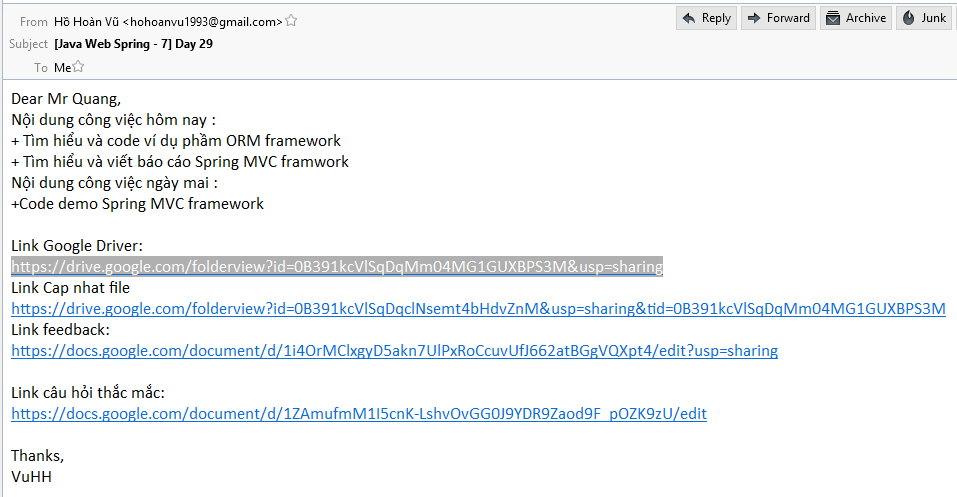 From Hồ Hoàn Vũ <hohoanvu1993@gmail.com>
Reply
Forward
Archive
Junk
Subject [Java Web Spring - 7] Day 29
To Me
Dear Mr Quang,
Nội dung công việc hôm nay :
+ Tìm hiểu và code ví dụ phầm ORM framework
+ Tìm hiểu và viết báo cáo Spring MVC framwork
Nội dung công việc ngày mai :
+Code demo Spring MVC framework
Link Google Driver:
https://drive.google.com/folderview?id=0B391kcVlSqDqMm04MG1GUXBPS3M&usp=sharing
Link Cap nhat file
https://drive.google.com/folderview?id=0B391kcVlSqDqclNsemt4bHdvZnM&usp=sharing&tid=0B391kcVlSqDqMm04MG1GUXBPS3M
Link feedback:
https://docs.google.com/document/d/1i4OrMClxgyD5akn7UlPxRoCcuvUfJ662atBGgVQXpt4/edit?usp=sharing
Link câu hỏi thắc mắc:
https://docs.google.com/document/d/1ZAmufmM1I5cnK-LshvOvGG0J9YDR9Zaod9F_pOZK9zU/edit
Thanks,
VuHH